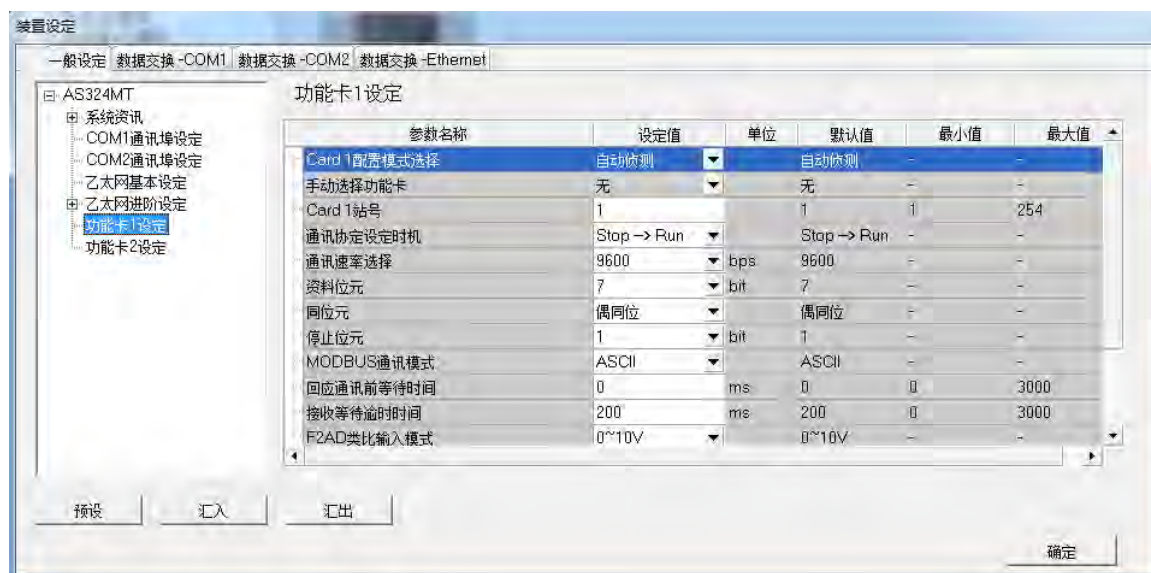 装置设定
一般设定 数据交换 -COM1 数据交换 -COM2 数据交换 -Ethernet
AS324MT
系统资讯
COM1通讯埠设定
COM2通讯埠设定
乙太网基本设定
乙太网进阶设定
功能卡1设定
功能卡2设定
功能卡1设定
参数名称 设定值 单位 默认值 最小值 最大值
Card 1配置模式选择 自动侦测 自动侦测 - -
手动选择功能卡 无 无 - -
Card 1站号 1 1 1 254
通讯协定设定时机 Stop -> Run Stop -> Run - -
通讯速率选择 9600 bps 9600 - -
资料位元 7 bit 7 - -
同位元 偶同位 偶同位 - -
停止位元 1 bit 1 - -
MODBUS通讯模式 ASCII ASCII - -
回应通讯前等待时间 0 ms 0 0 3000
接收等待逾时时间 200 ms 200 0 3000
F2AD类比输入模式 0~10V 0~10V - -
预设 汇入 汇出
确定